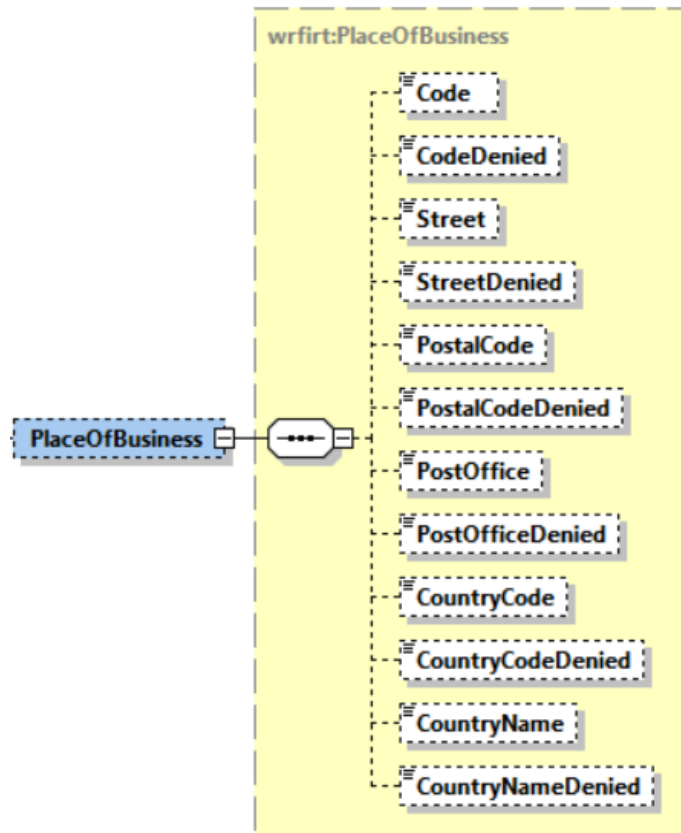 wrfirt:PlaceOfBusiness
Code
CodeDenied
Street
StreetDenied
PostalCode
PostalCodeDenied
PlaceOfBusiness
PostOffice
PostOfficeDenied
CountryCode
CountryCodeDenied
CountryName
CountryNameDenied